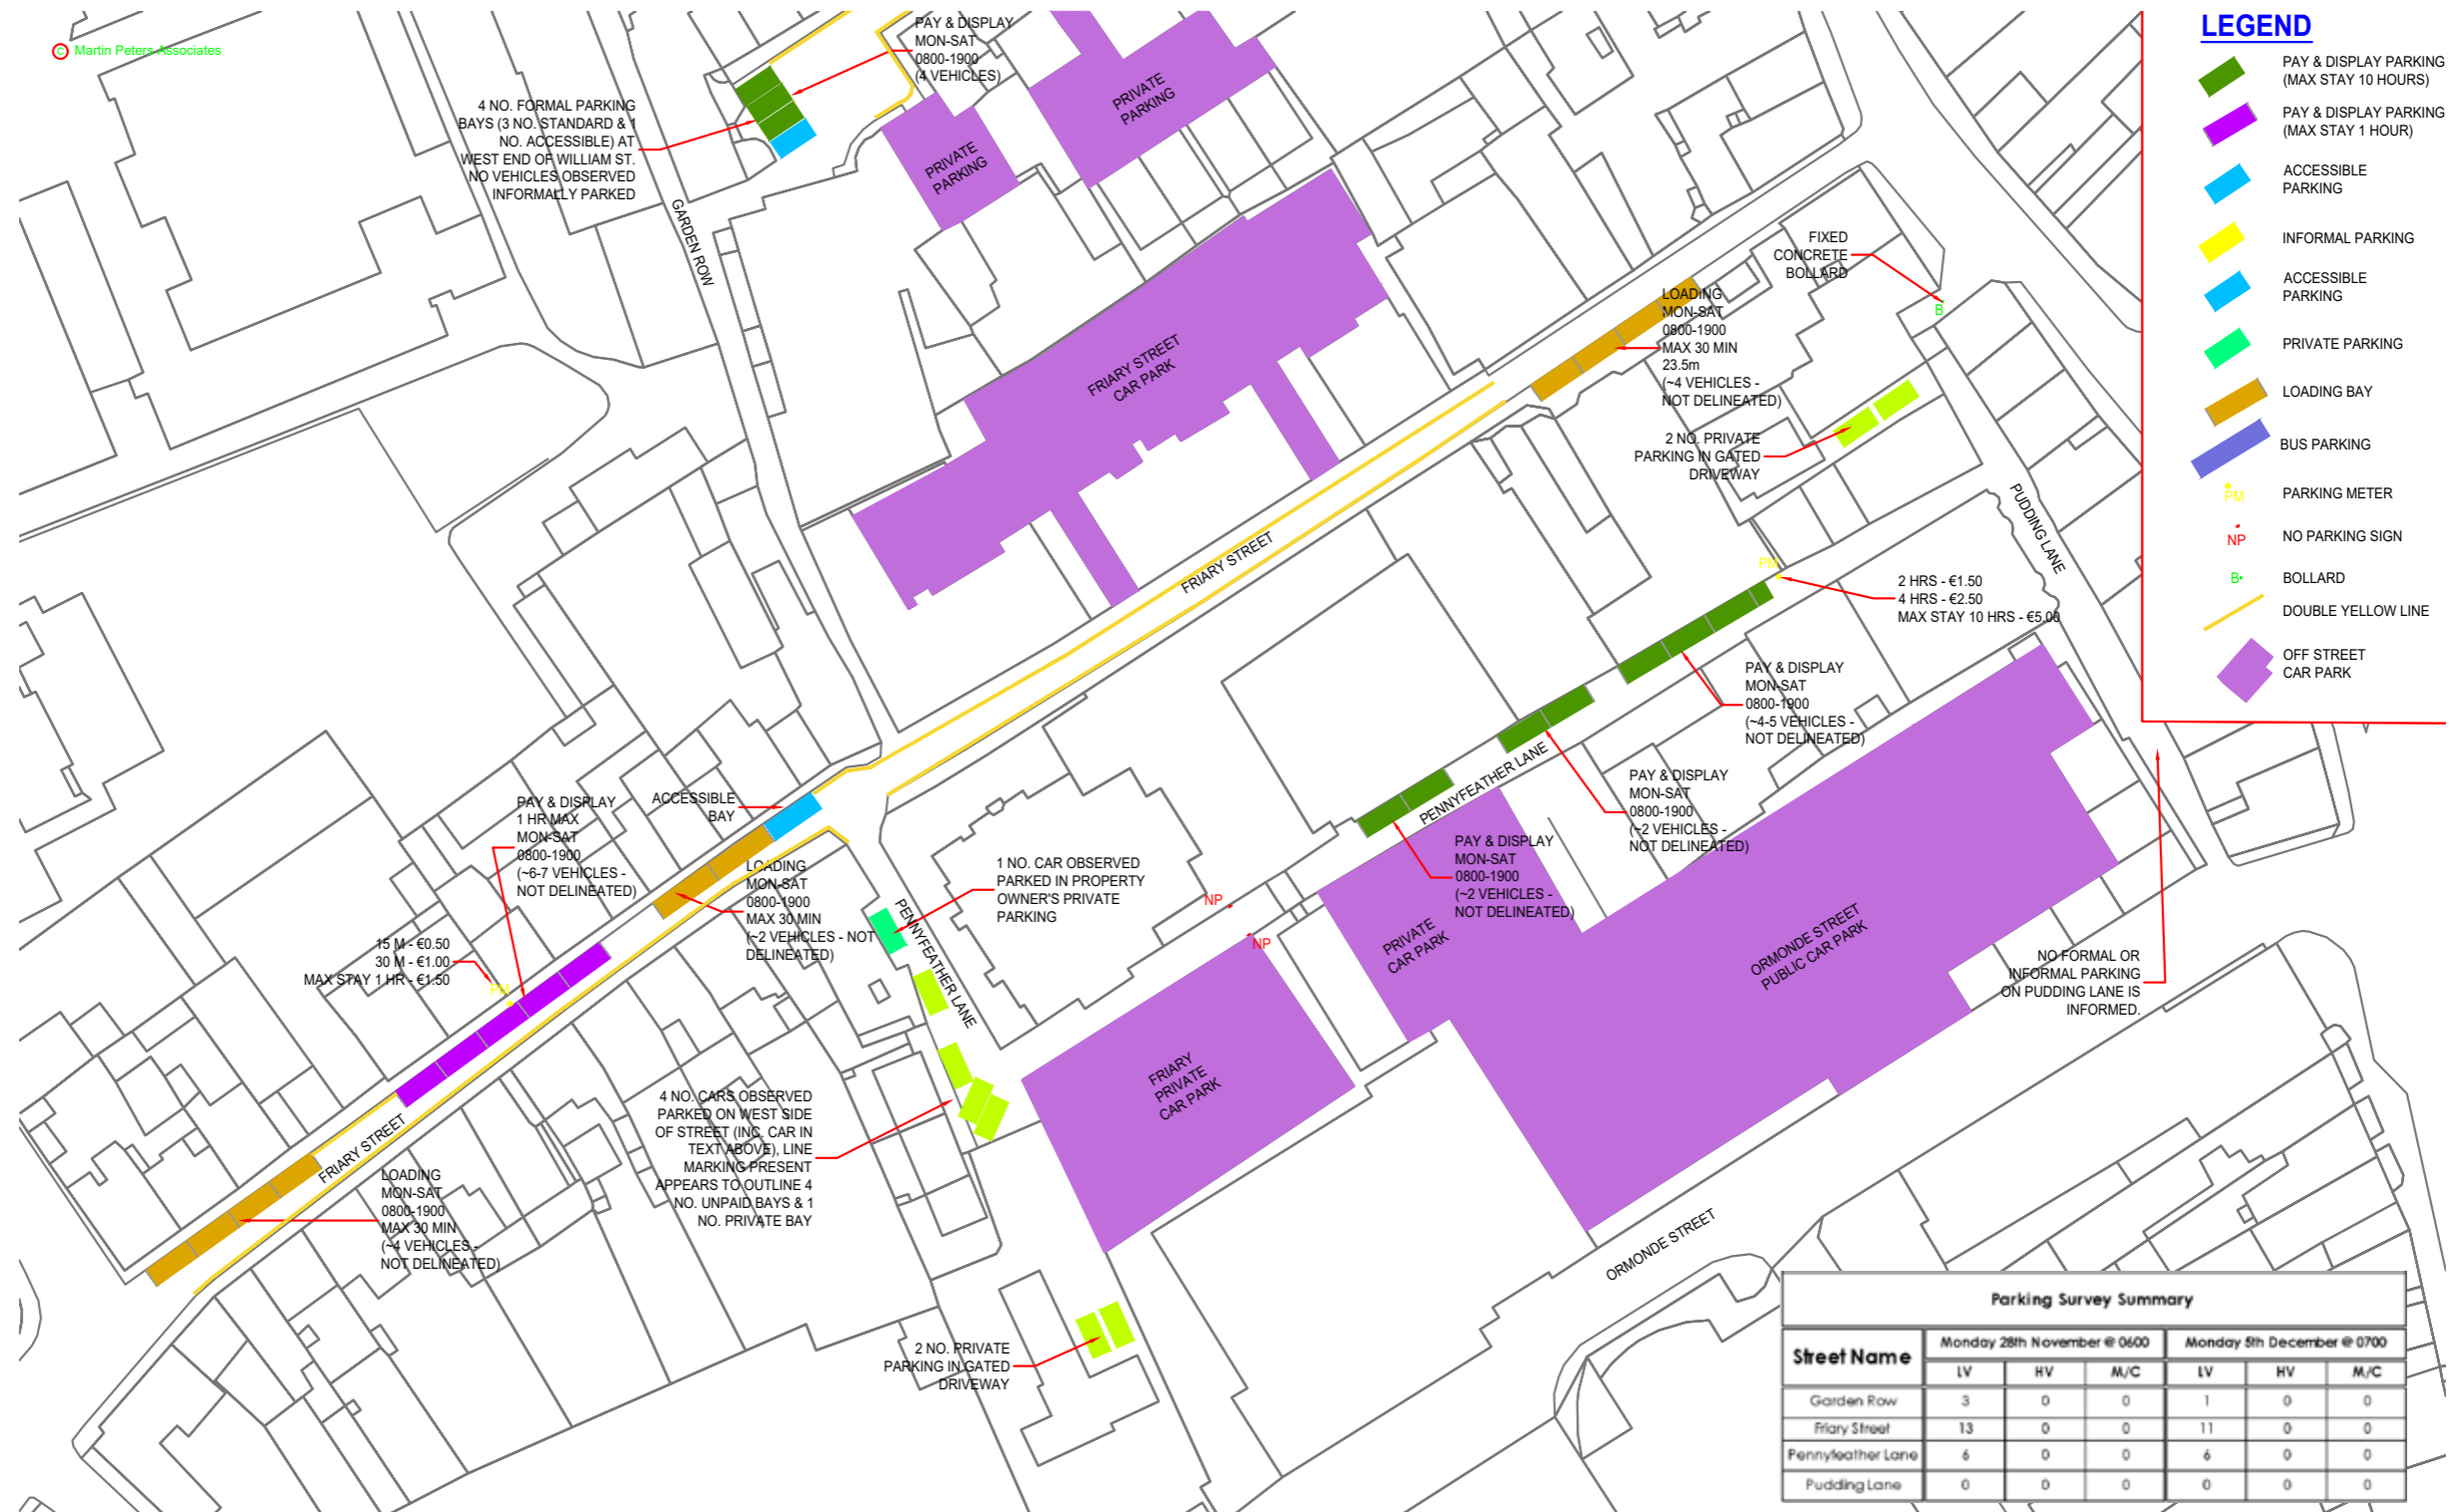 © Martin Peters Associates
PAY & DISPLAY
MON-SAT
0800-1900
(4 VEHICLES)
4 NO. FORMAL PARKING
BAYS (3 NO. STANDARD & 1
NO. ACCESSIBLE) AT
WEST END OF WILLIAM ST.
NO VEHICLES OBSERVED
INFORMALLY PARKED
PRIVATE
PARKING
PRIVATE
PARKING
GARDEN ROW
FRIARY STREET
CAR PARK
FIXED
CONCRETE
BOLLARD
B
LOADING
MON-SAT
0800-1900
MAX 30 MIN
23.5m
(~4 VEHICLES -
NOT DELINEATED)
2 NO. PRIVATE
PARKING IN GATED
DRIVEWAY
PUDDING LANE
FRIARY STREET
PM
2 HRS - €1.50
4 HRS - €2.50
MAX STAY 10 HRS - €5.00
PAY & DISPLAY
MON-SAT
0800-1900
(~4-5 VEHICLES -
NOT DELINEATED)
PENNYFEATHER LANE
PAY & DISPLAY
MON-SAT
0800-1900
(~2 VEHICLES -
NOT DELINEATED)
PAY & DISPLAY
MON-SAT
0800-1900
(~2 VEHICLES -
NOT DELINEATED)
ACCESSIBLE
BAY
PAY & DISPLAY
1 HR MAX
MON-SAT
0800-1900
(~6-7 VEHICLES -
NOT DELINEATED)
LOADING
MON-SAT
0800-1900
MAX 30 MIN
(~2 VEHICLES - NOT
DELINEATED)
1 NO. CAR OBSERVED
PARKED IN PROPERTY
OWNER'S PRIVATE
PARKING
NP
NP
15 M - €0.50
30 M - €1.00
MAX STAY 1 HR - €1.50
PM
PENNYFEATHER LANE
PRIVATE
CAR PARK
ORMONDE STREET
PUBLIC CAR PARK
NO FORMAL OR
INFORMAL PARKING
ON PUDDING LANE IS
INFORMED.
FRIARY
PRIVATE
CAR PARK
4 NO. CARS OBSERVED
PARKED ON WEST SIDE
OF STREET (INC. CAR IN
TEXT ABOVE), LINE
MARKING PRESENT
APPEARS TO OUTLINE 4
NO. UNPAID BAYS & 1
NO. PRIVATE BAY
FRIARY STREET
LOADING
MON-SAT
0800-1900
MAX 30 MIN
(~4 VEHICLES -
NOT DELINEATED)
ORMONDE STREET
2 NO. PRIVATE
PARKING IN GATED
DRIVEWAY
LEGEND
PAY & DISPLAY PARKING
(MAX STAY 10 HOURS)
PAY & DISPLAY PARKING
(MAX STAY 1 HOUR)
ACCESSIBLE
PARKING
INFORMAL PARKING
ACCESSIBLE
PARKING
PRIVATE PARKING
LOADING BAY
BUS PARKING
PM PARKING METER
NP NO PARKING SIGN
B BOLLARD
DOUBLE YELLOW LINE
OFF STREET
CAR PARK
Parking Survey Summary
Street Name Monday 28th November @ 0600 Monday 5th December @ 0700
LV HV M/C LV HV M/C
Garden Row 3 0 0 1 0 0
Friary Street 13 0 0 11 0 0
Pennyfeather Lane 6 0 0 6 0 0
Pudding Lane 0 0 0 0 0 0